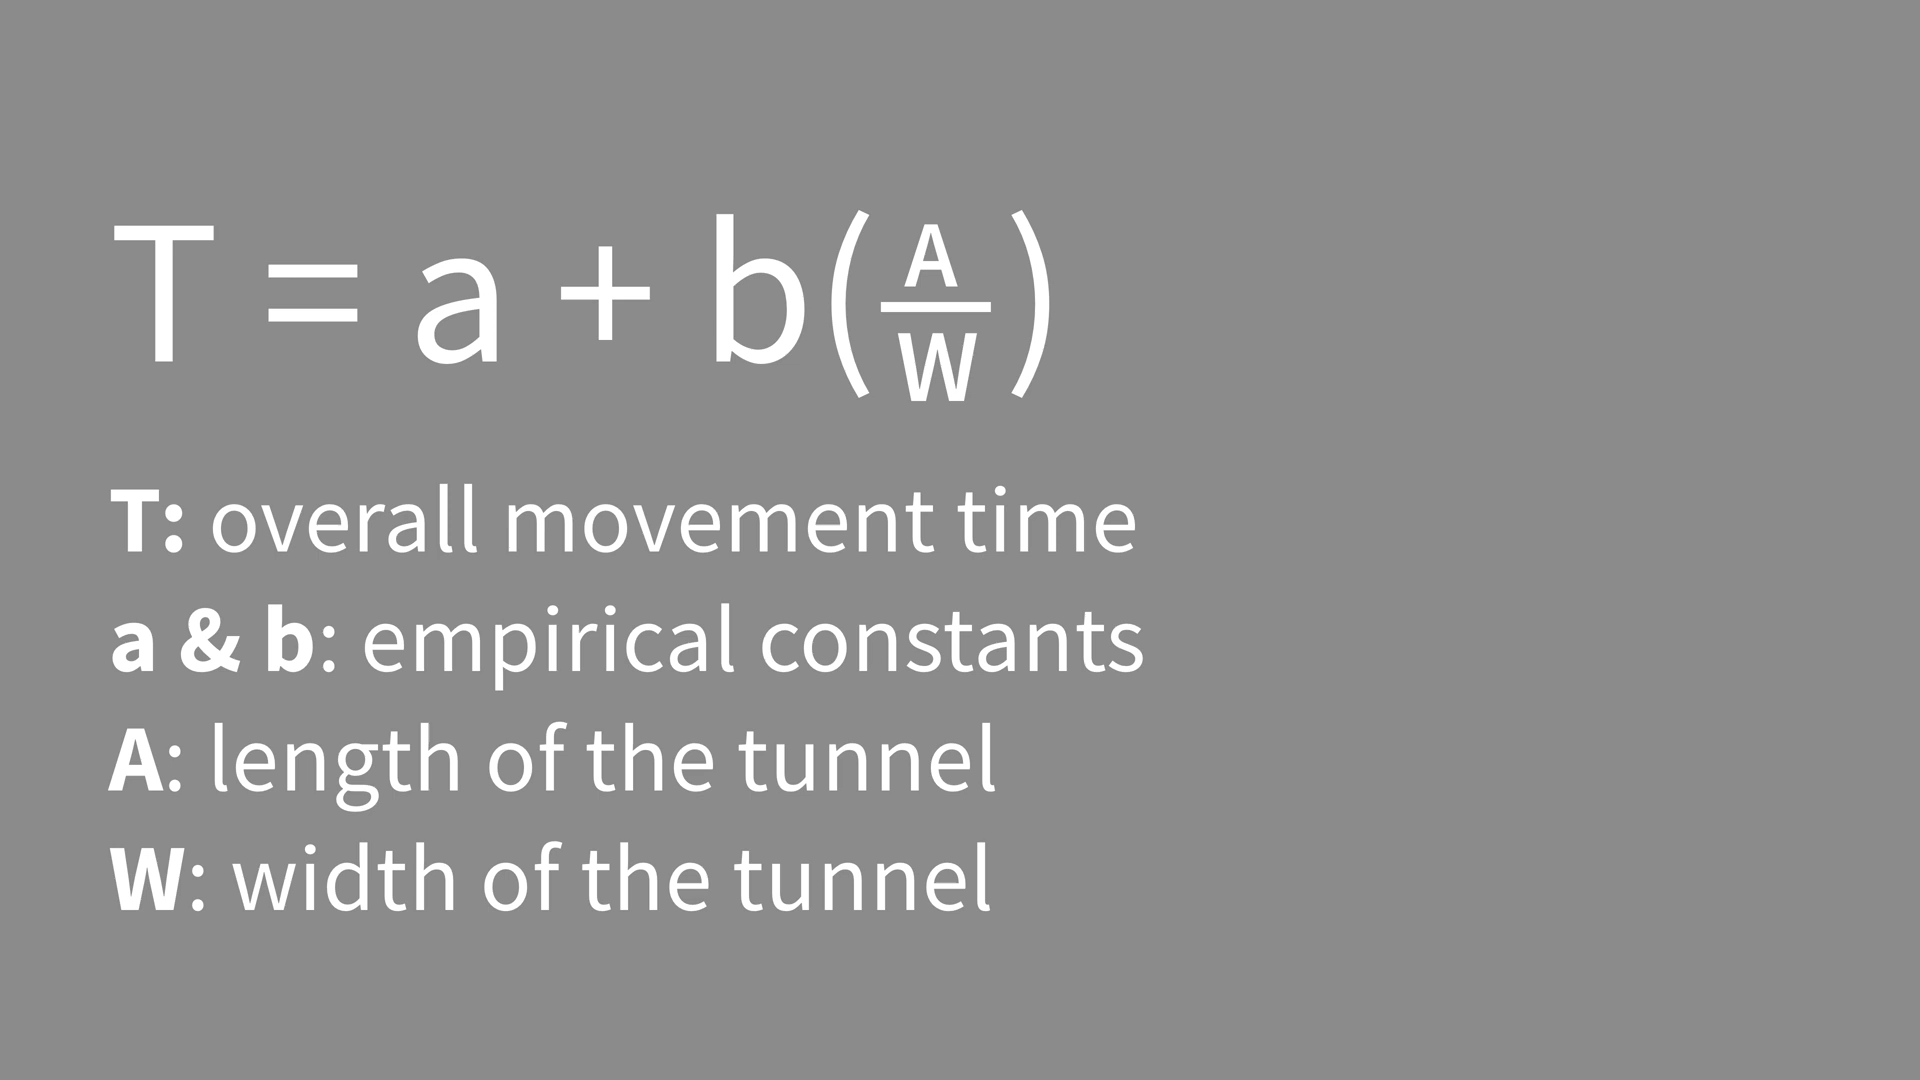 T = a + b(A/W)
T: overall movement time
a & b: empirical constants
A: length of the tunnel
W: width of the tunnel